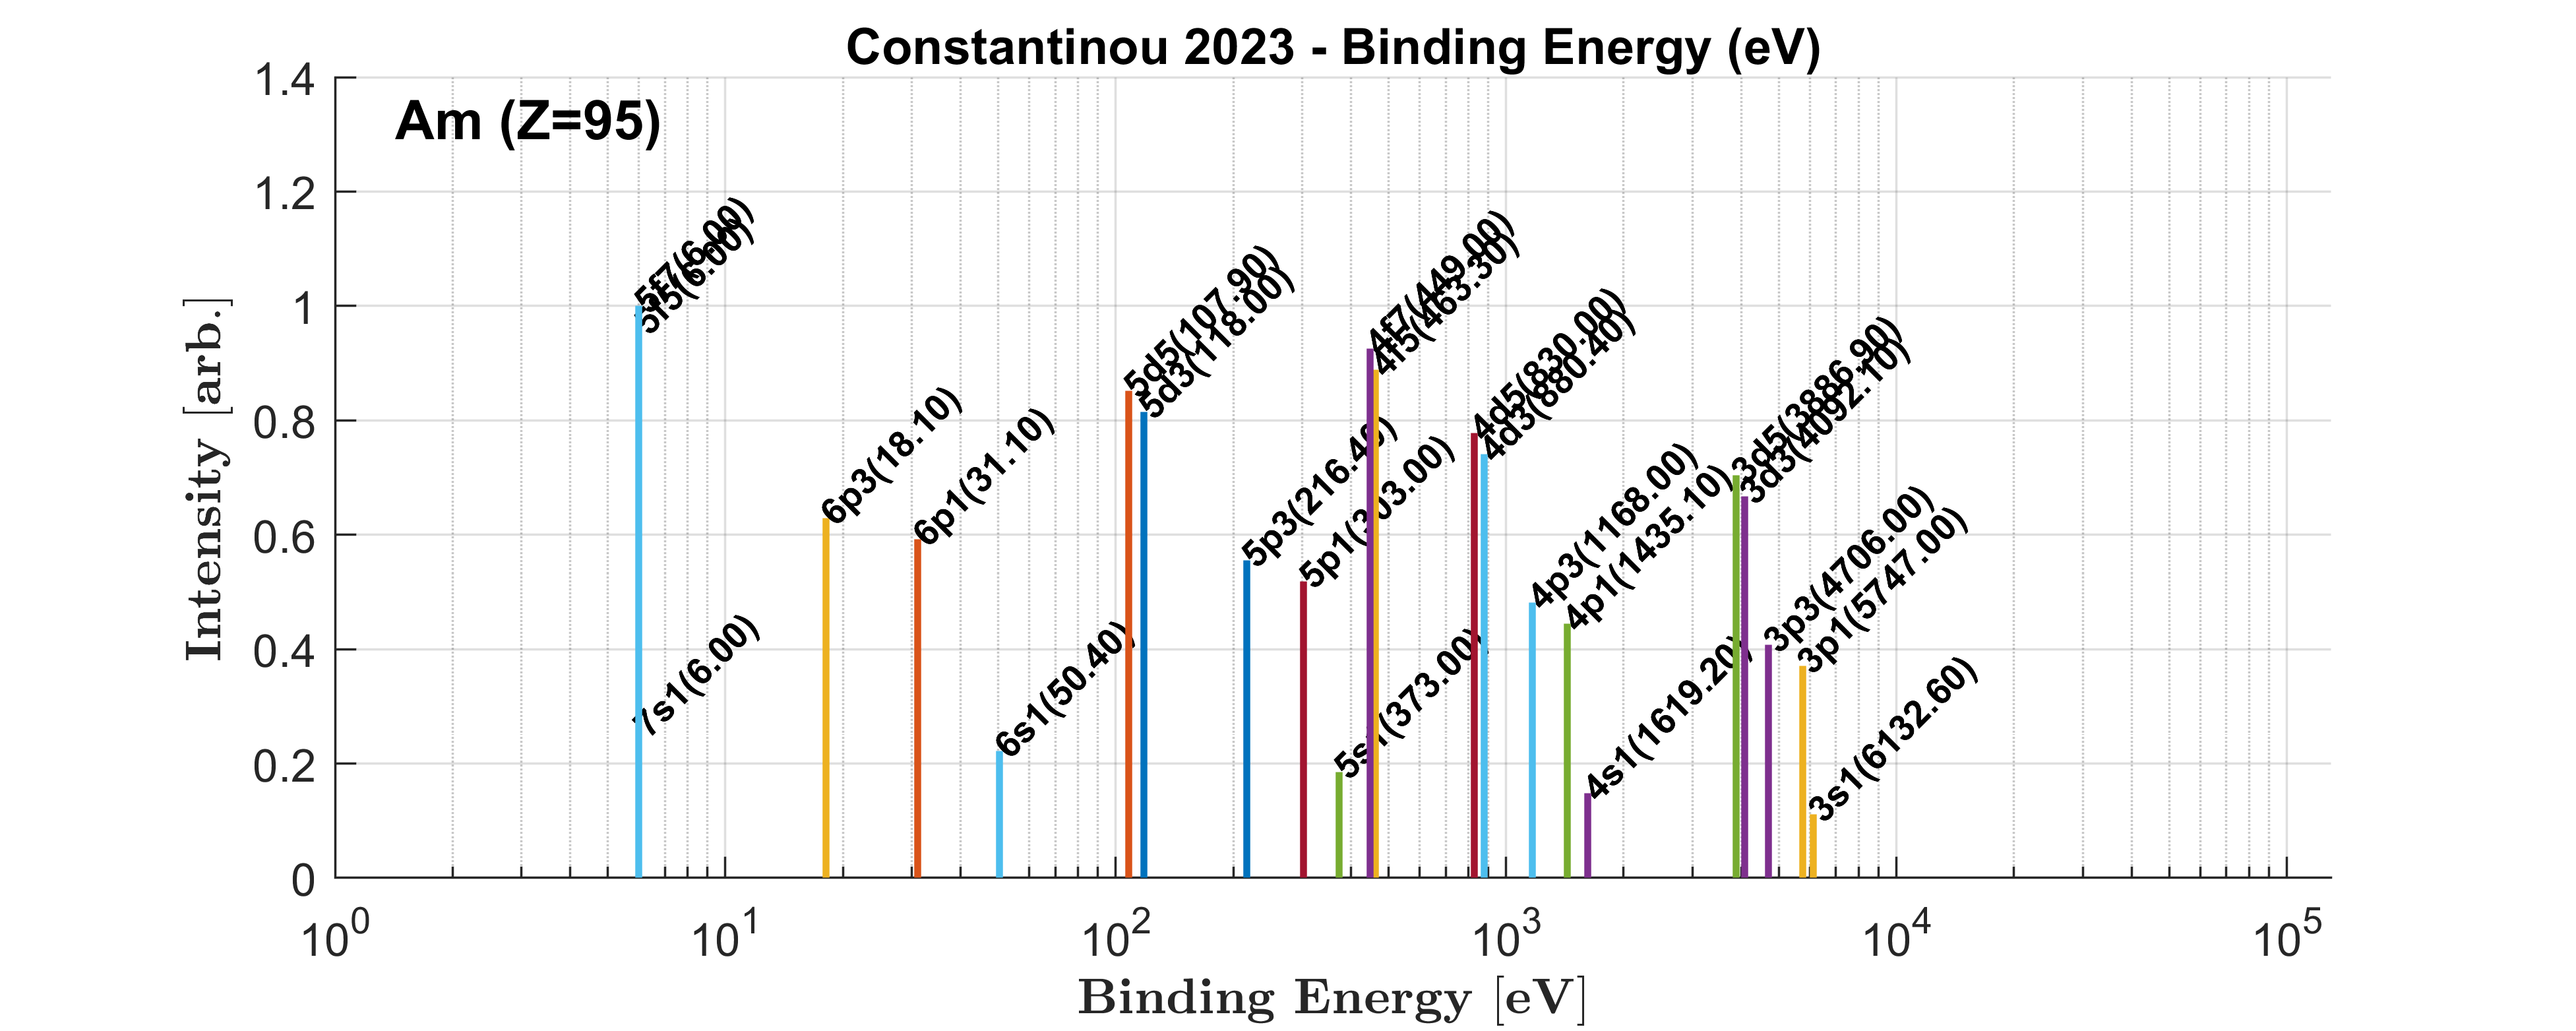 Constantinou 2023 - Binding Energy (eV)
Am (Z=95)
Intensity [arb.]
1.4
1.2
1
0.8
0.6
0.4
0.2
0
5f7(6.00)
5f5(6.00)
7s1(6.00)
6p3(18.10)
6p1(31.10)
6s1(50.40)
5d5(107.90)
5d3(118.00)
5p3(216.40)
5p1(303.00)
5s1(373.00)
4f7(449.00)
4f5(463.30)
4d5(830.00)
4d3(880.40)
4p3(1168.00)
4p1(1435.10)
4s1(1619.20)
3d5(3886.90)
3d3(4092.10)
3p3(4706.00)
3p1(5747.00)
3s1(6132.60)
10^0 10^1 10^2 10^3 10^4 10^5
Binding Energy [eV]